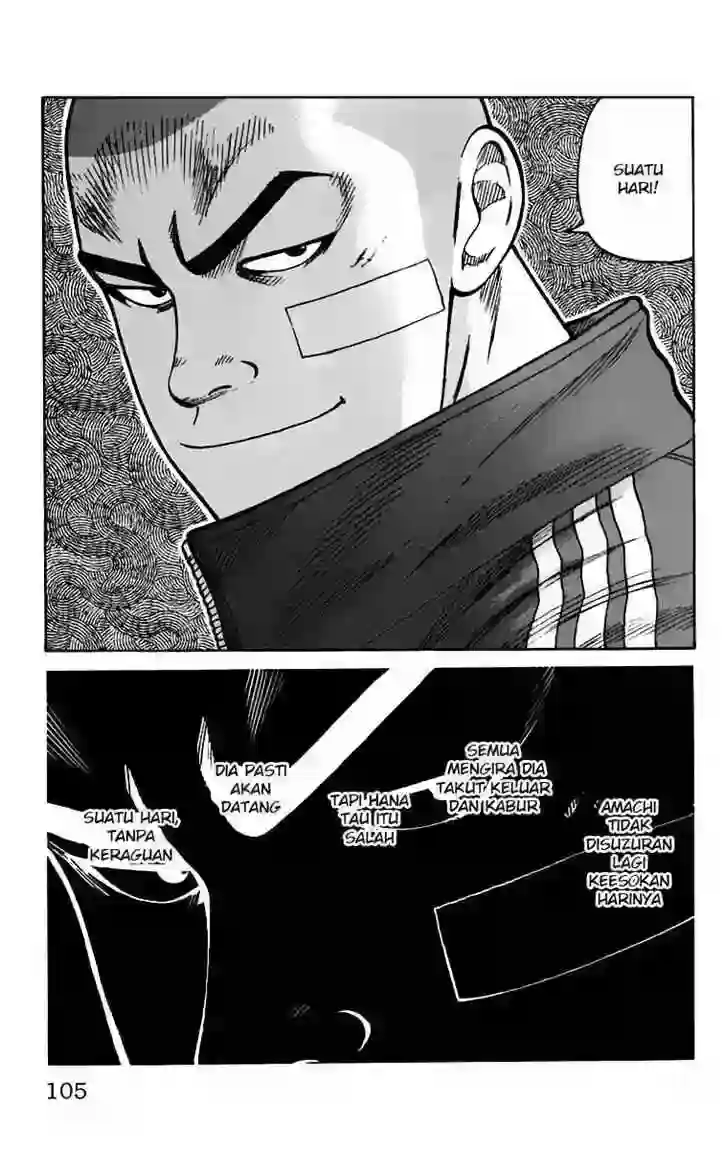 SUATU
HARI!
AMACHI
TIDAK
DISUZURAN
LAGI
KEESOKAN
HARINYA
SEMUA
MENGIRA DIA
TAKUT KELUAR
DAN KABUR
TAPI HANA
TAU ITU
SALAH
DIA PASTI
AKAN
DATANG
SUATU HARI,
TANPA
KERAGUAN
105